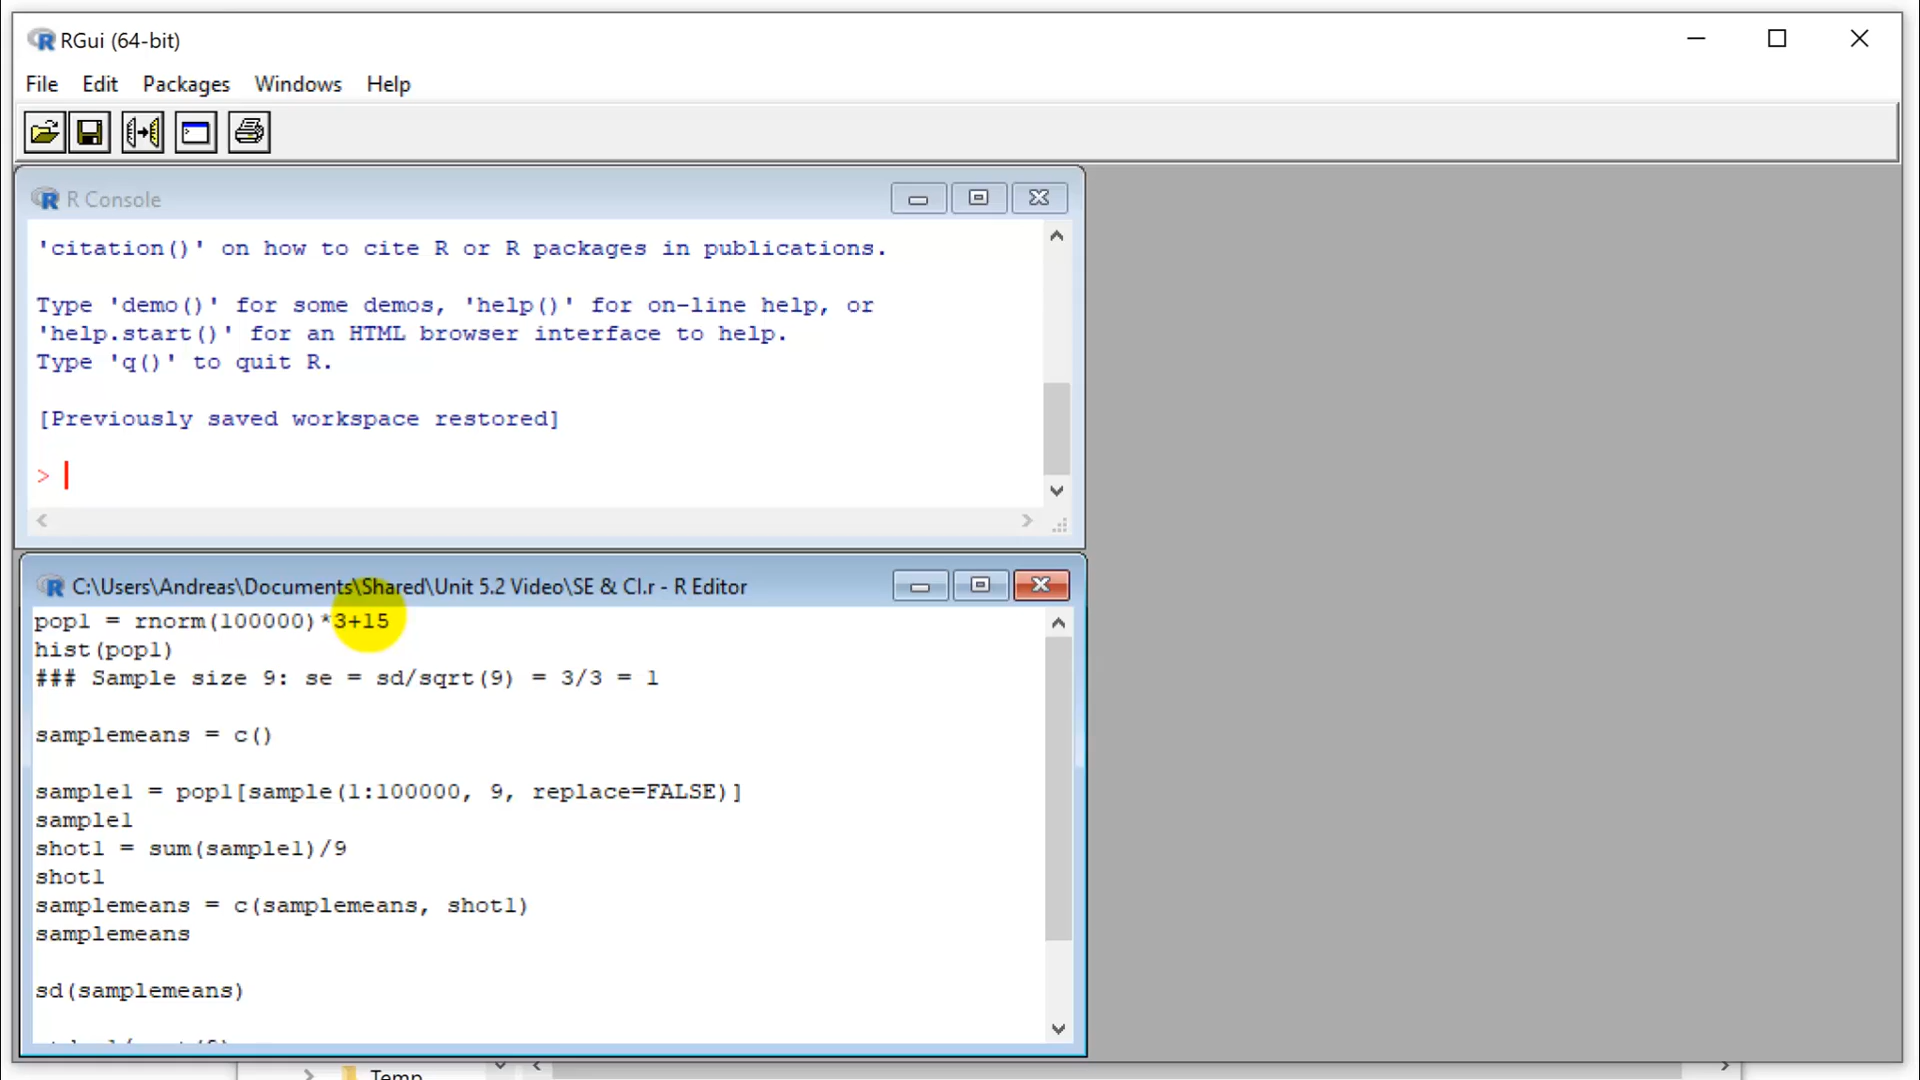 RGui (64-bit)
File Edit Packages Windows Help
R Console
'citation()' on how to cite R or R packages in publications.
Type 'demo()' for some demos, 'help()' for on-line help, or
'help.start()' for an HTML browser interface to help.
Type 'q()' to quit R.
[Previously saved workspace restored]
>
C:\Users\Andreas\Documents\Shared\Unit 5.2 Video\SE & CI.r - R Editor
pop1 = rnorm(100000)*3+15
hist(pop1)
### Sample size 9: se = sd/sqrt(9) = 3/3 = 1
samplemeans = c()
sample1 = pop1[sample(1:100000, 9, replace=FALSE)]
sample1
shot1 = sum(sample1)/9
shot1
samplemeans = c(samplemeans, shot1)
samplemeans
sd(samplemeans)
Temp